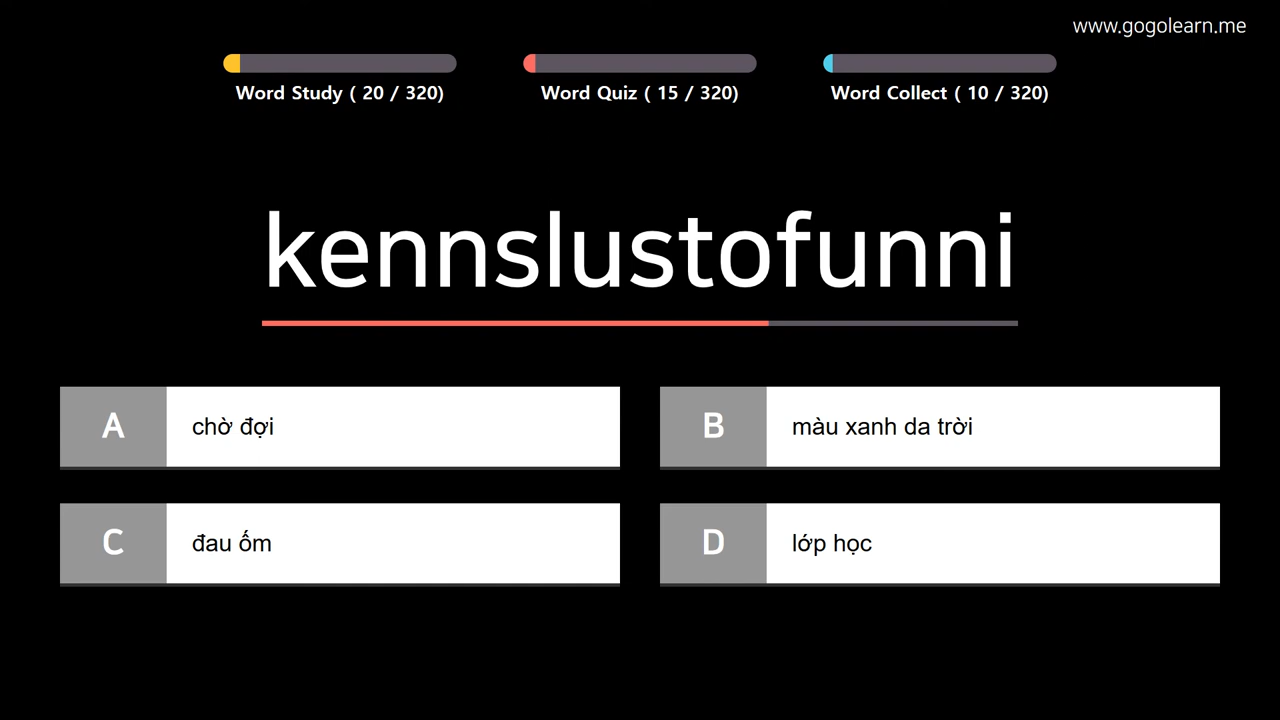 www.gogolearn.me
Word Study ( 20 / 320)
Word Quiz ( 15 / 320)
Word Collect ( 10 / 320)
kennslustofunni
A chờ đợi
B màu xanh da trời
C đau ốm
D lớp học